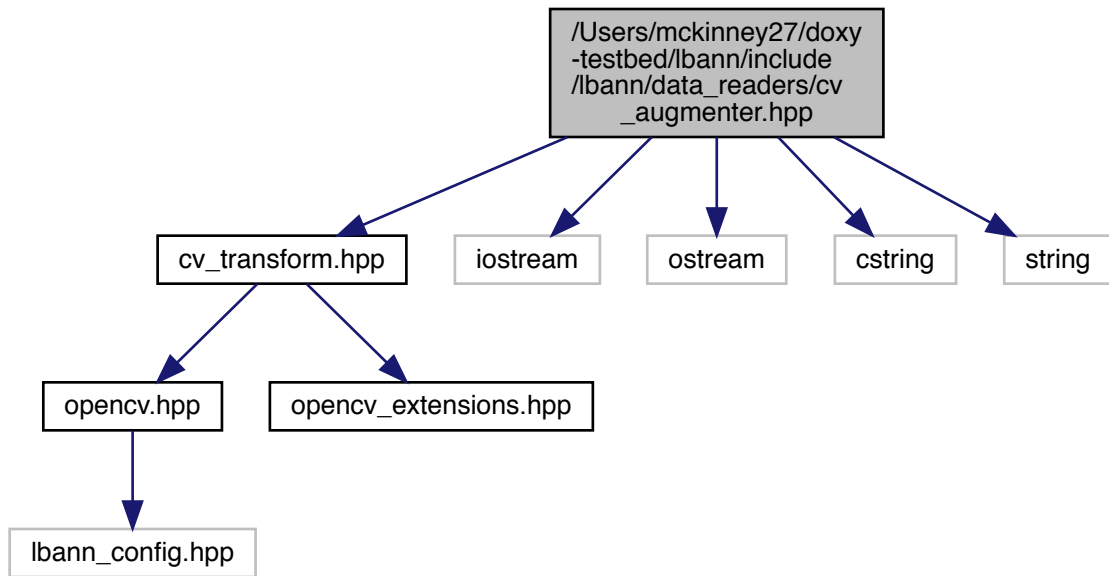 /Users/mckinney27/doxy
-testbed/lbann/include
/lbann/data_readers/cv
_augmenter.hpp
cv_transform.hpp
iostream
ostream
cstring
string
opencv.hpp
opencv_extensions.hpp
lbann_config.hpp